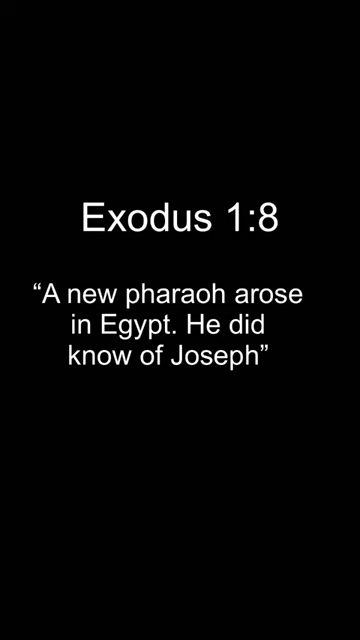 Exodus 1:8
“A new pharaoh arose
in Egypt. He did
know of Joseph”